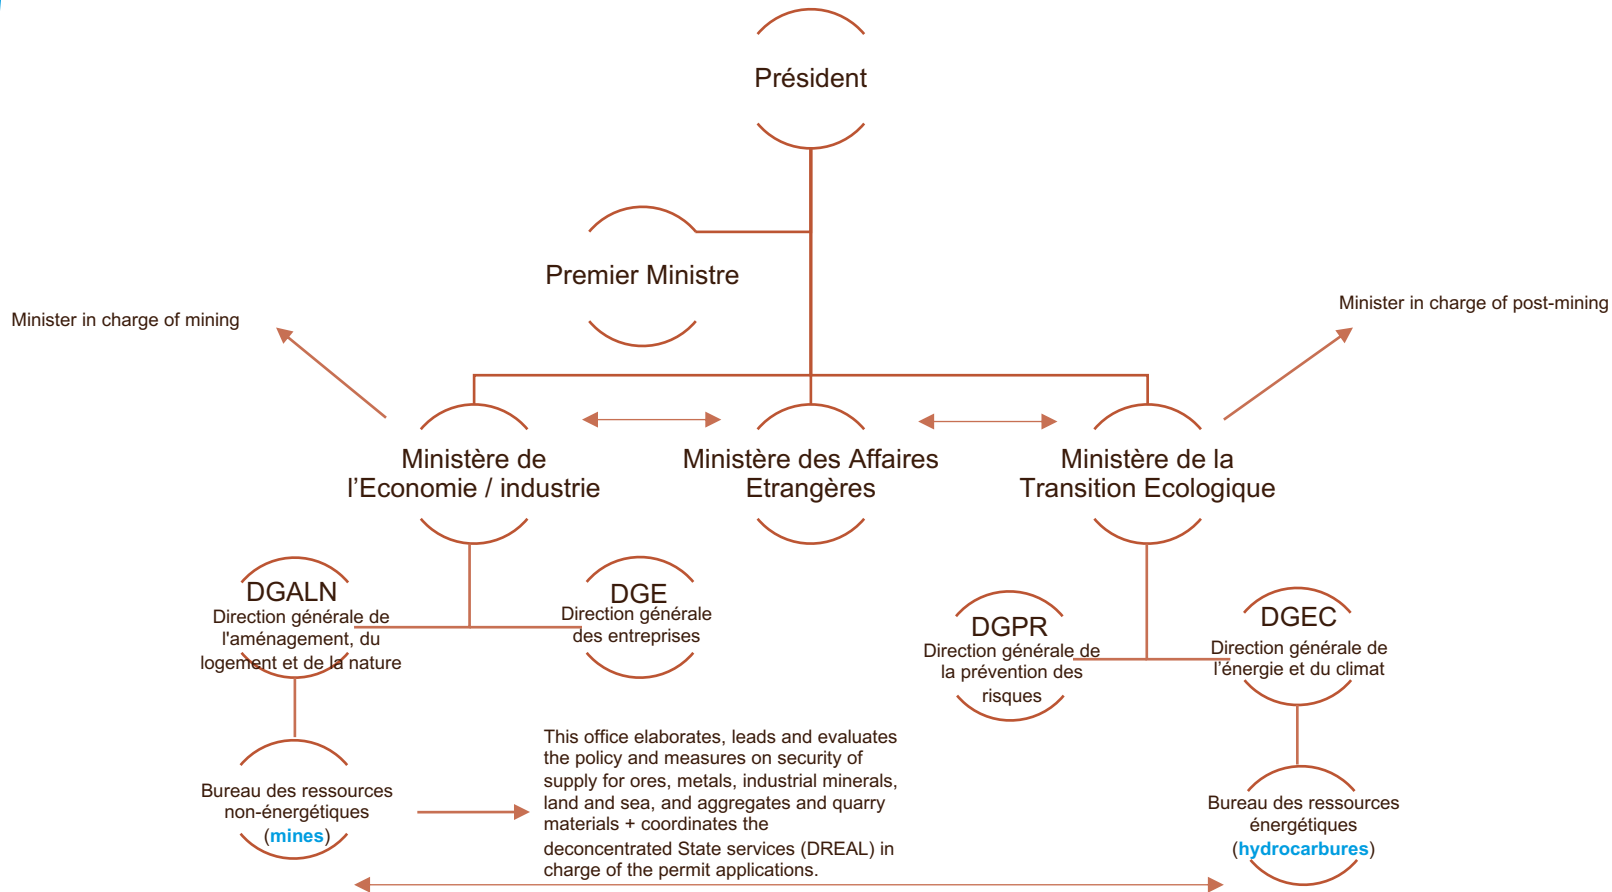 Président
Premier Ministre
Minister in charge of mining
Minister in charge of post-mining
Ministère de
l'Economie / industrie
Ministère des Affaires
Etrangères
Ministère de la
Transition Ecologique
DGALN
Direction générale de
l'aménagement, du
logement et de la nature
DGE
Direction générale
des entreprises
DGPR
Direction générale de
la prévention des
risques
DGEC
Direction générale de
l'énergie et du climat
Bureau des ressources
non-énergétiques
(mines)
This office elaborates, leads and evaluates
the policy and measures on security of
supply for ores, metals, industrial minerals,
land and sea, and aggregates and quarry
materials + coordinates the
deconcentrated State services (DREAL) in
charge of the permit applications.
Bureau des ressources
énergétiques
(hydrocarbures)